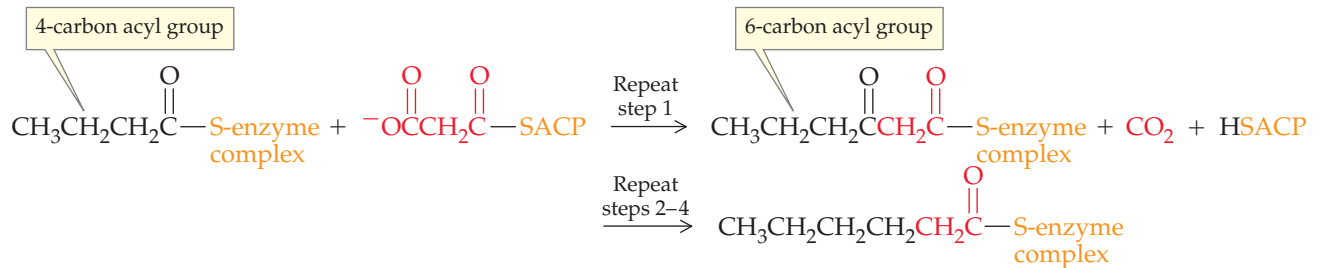 4-carbon acyl group
6-carbon acyl group
O
O O
O O
CH₃CH₂CH₂C—S-enzyme complex + ⁻OCCH₂C—SACP
Repeat
step 1
CH₃CH₂CH₂CCH₂C—S-enzyme complex + CO₂ + HSACP
Repeat
steps 2–4
O
CH₃CH₂CH₂CH₂CH₂C—S-enzyme
complex